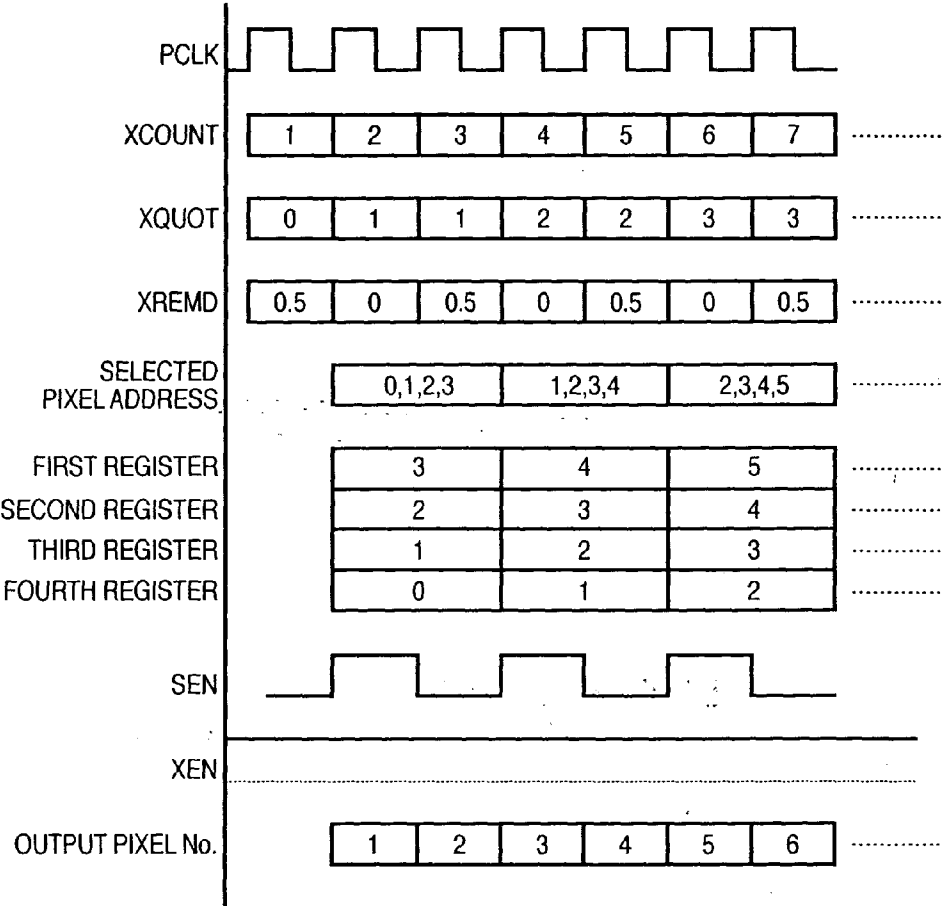 PCLK
XCOUNT 1 2 3 4 5 6 7
XQUOT 0 1 1 2 2 3 3
XREMD 0.5 0 0.5 0 0.5 0 0.5
SELECTED
PIXEL ADDRESS 0,1,2,3 1,2,3,4 2,3,4,5
FIRST REGISTER 3 4 5
SECOND REGISTER 2 3 4
THIRD REGISTER 1 2 3
FOURTH REGISTER 0 1 2
SEN
XEN
OUTPUT PIXEL No. 1 2 3 4 5 6